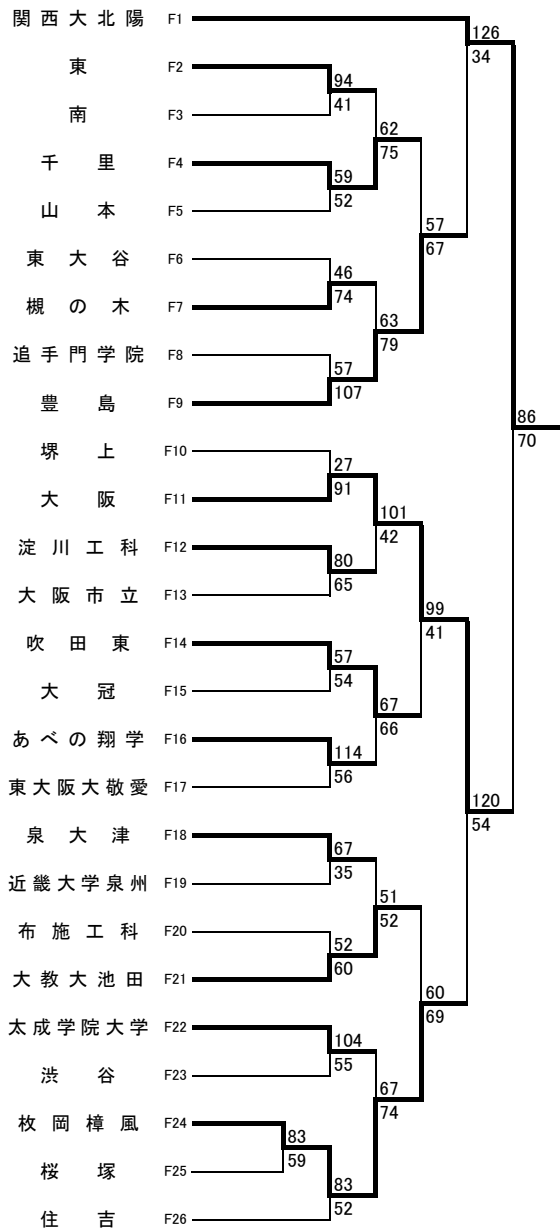 関西大北陽 F1
126
34
東 F2
94
41
南 F3
62
75
千里 F4
59
52
山本 F5
57
67
東大谷 F6
46
74
槻の木 F7
63
79
追手門学院 F8
57
107
豊島 F9
86
70
堺上 F10
27
91
大阪 F11
101
42
淀川工科 F12
80
65
大阪市立 F13
99
41
吹田東 F14
57
54
大冠 F15
67
66
あべの翔学 F16
114
56
東大阪大敬愛 F17
120
54
泉大津 F18
67
35
近畿大学泉州 F19
51
52
布施工科 F20
52
60
大教大池田 F21
60
69
太成学院大学 F22
104
55
渋谷 F23
67
74
枚岡樟風 F24
83
59
桜塚 F25
83
52
住吉 F26